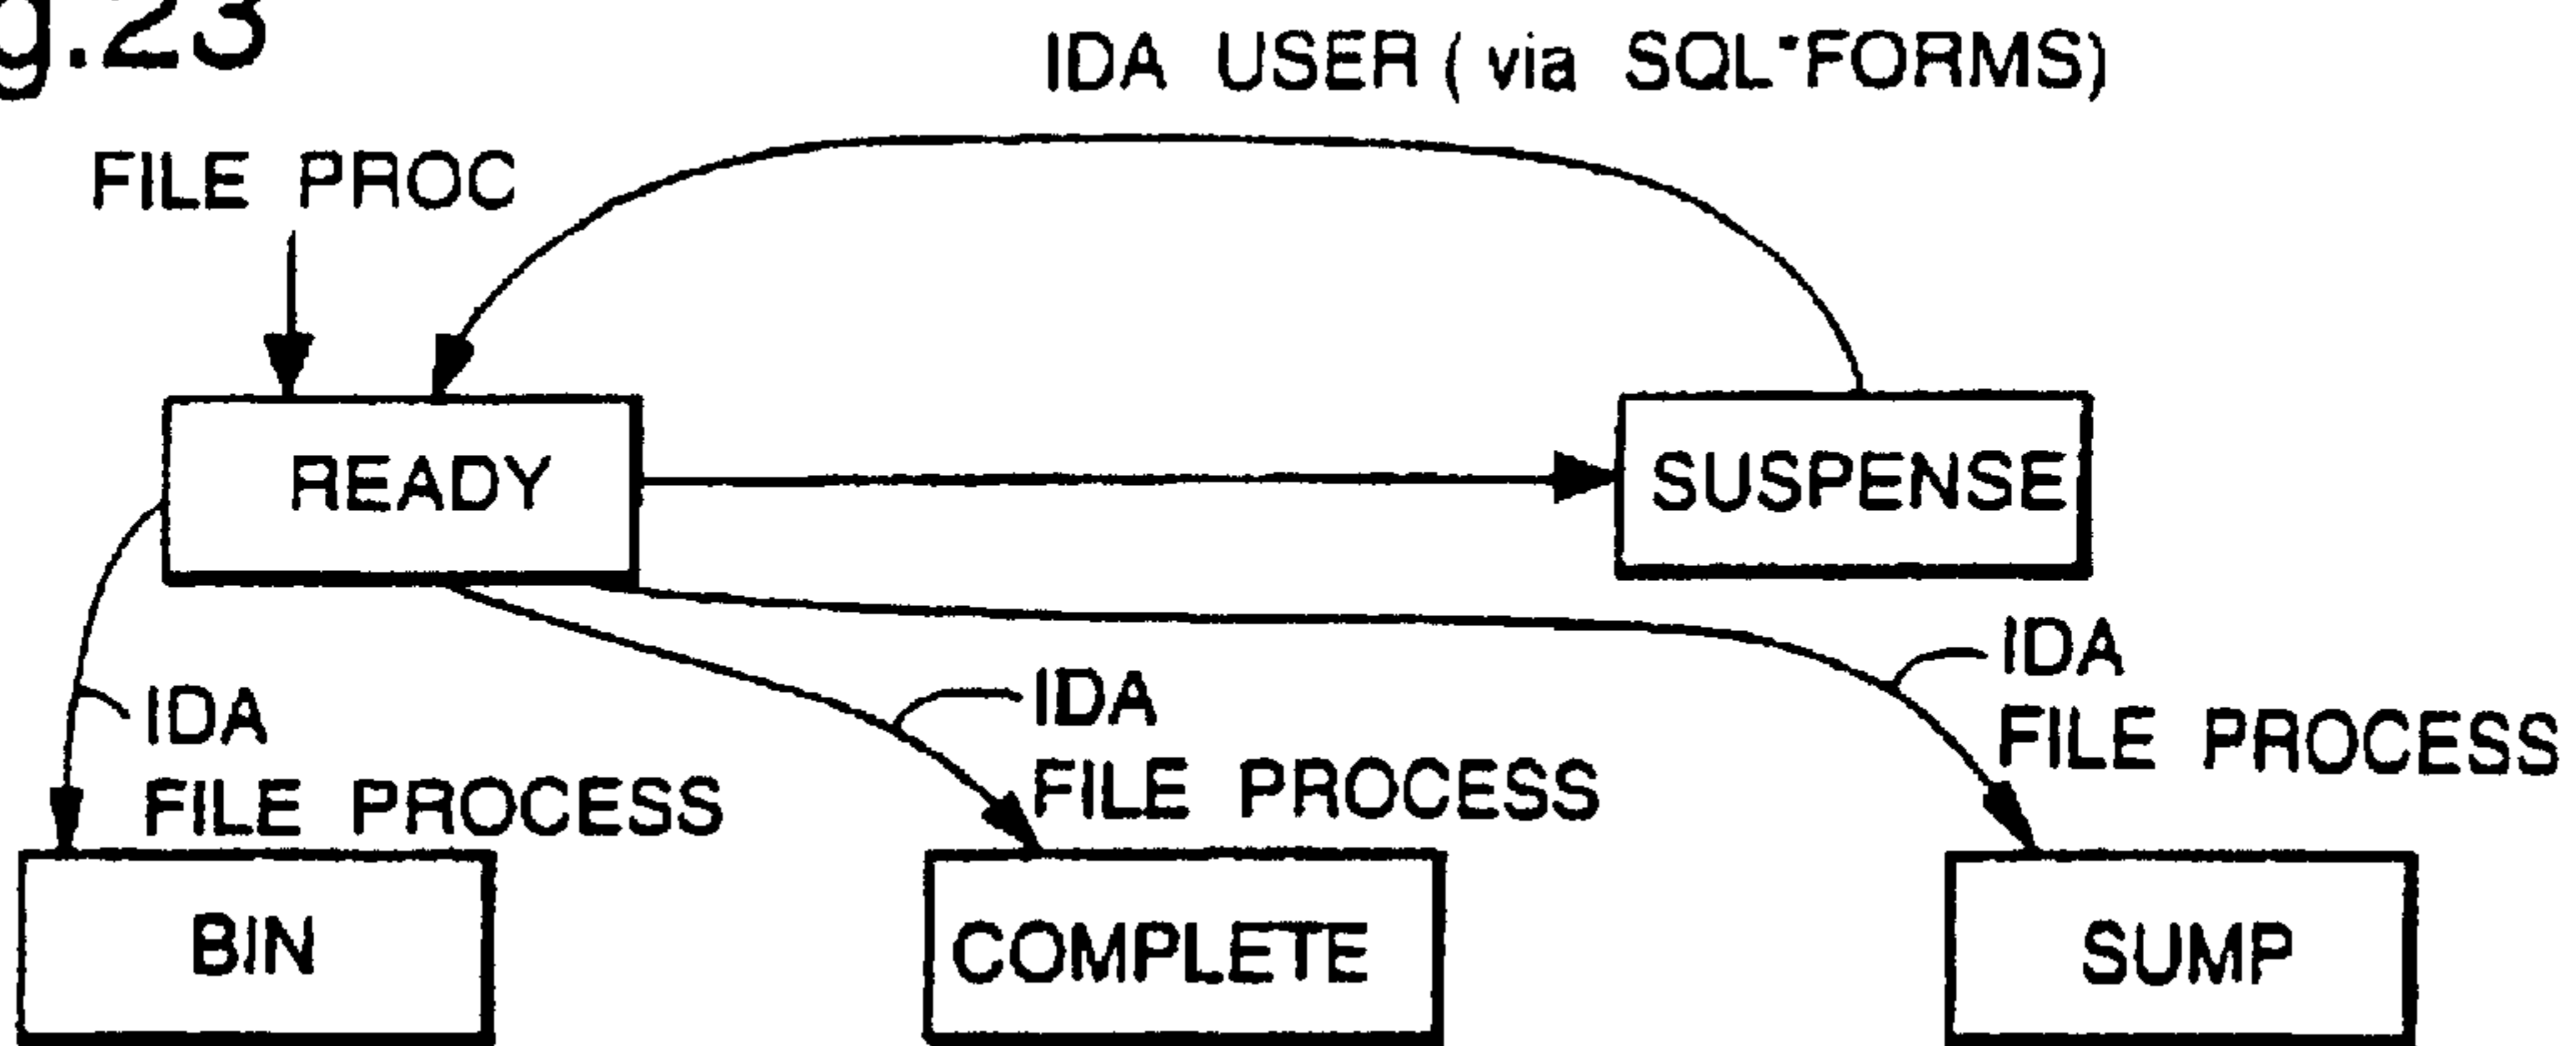 g.23
IDA USER ( via SQL*FORMS)
FILE PROC
READY
SUSPENSE
IDA
FILE PROCESS
IDA
FILE PROCESS
IDA
FILE PROCESS
BIN
COMPLETE
SUMP